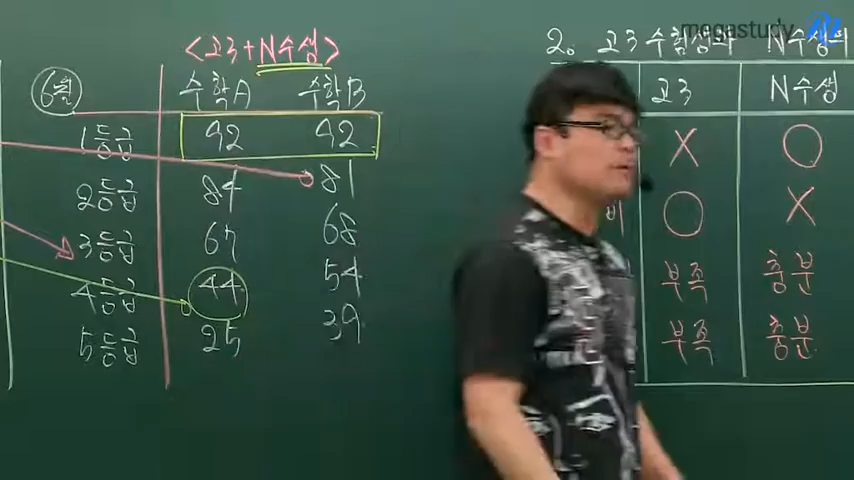 megastudy
<고3+N수생>
6월 수학A 수학B
1등급 92 92
2등급 84 81
3등급 67 68
4등급 44 54
5등급 25 39
2. 고3 수험생과 N수생의
고3 N수생
X O
O X
부족 충분
부족 충분